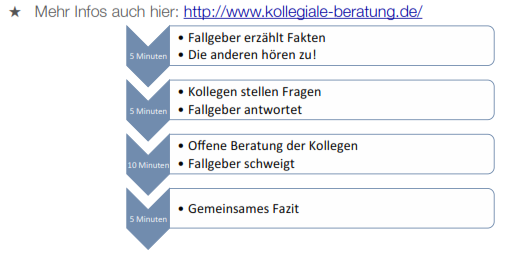 ★ Mehr Infos auch hier: http://www.kollegiale-beratung.de/
5 Minuten
• Fallgeber erzählt Fakten
• Die anderen hören zu!
5 Minuten
• Kollegen stellen Fragen
• Fallgeber antwortet
10 Minuten
• Offene Beratung der Kollegen
• Fallgeber schweigt
5 Minuten
• Gemeinsames Fazit